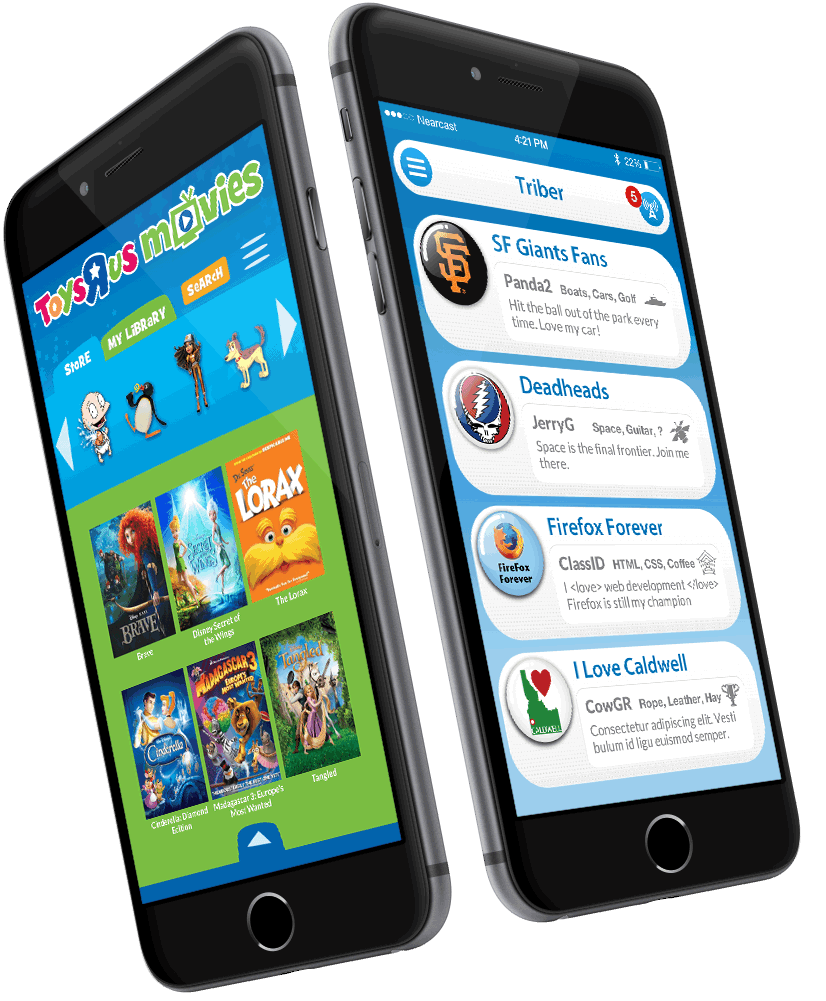 ToysRus movies
STORE
MY LIBRARY
SEARCH
BRAVE
SECRET OF THE WINGS
Dr. Seuss'
The LORAX
Brave
Disney Secret of
the Wings
The Lorax
Cinderella
MADAGASCAR 3
EUROPE'S MOST WANTED
Tangled
Cinderella: Diamond
Edition
Madagascar 3: Europe's
Most Wanted
Tangled
Nearcast
4:21 PM
22%
Triber
5
SF
SF Giants Fans
Panda2 Boats, Cars, Golf
Hit the ball out of the park every
time. Love my car!
Deadheads
JerryG Space, Guitar, ?
Space is the final frontier. Join me
there.
FireFox
Forever
Firefox Forever
ClassID HTML, CSS, Coffee
I <love> web development </love>
Firefox is still my champion
CALDWELL
I Love Caldwell
CowGR Rope, Leather, Hay
Consectetur adipiscing elit. Vesti
bulum id ligu euismod semper.